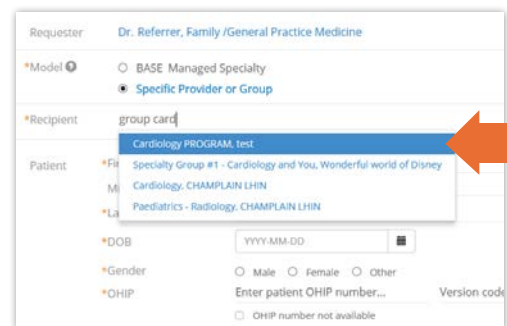 Requester Dr. Referrer, Family /General Practice Medicine
*Model BASE Managed Specialty
Specific Provider or Group
*Recipient group card
Cardiology PROGRAM, test
Specialty Group #1 - Cardiology and You, Wonderful world of Disney
Cardiology, CHAMPLAIN LHIN
Paediatrics - Radiology, CHAMPLAIN LHIN
Patient *Fi
Mi
*La
*DOB YYYY-MM-DD
*Gender Male Female Other
*OHIP Enter patient OHIP number... Version code
OHIP number not available